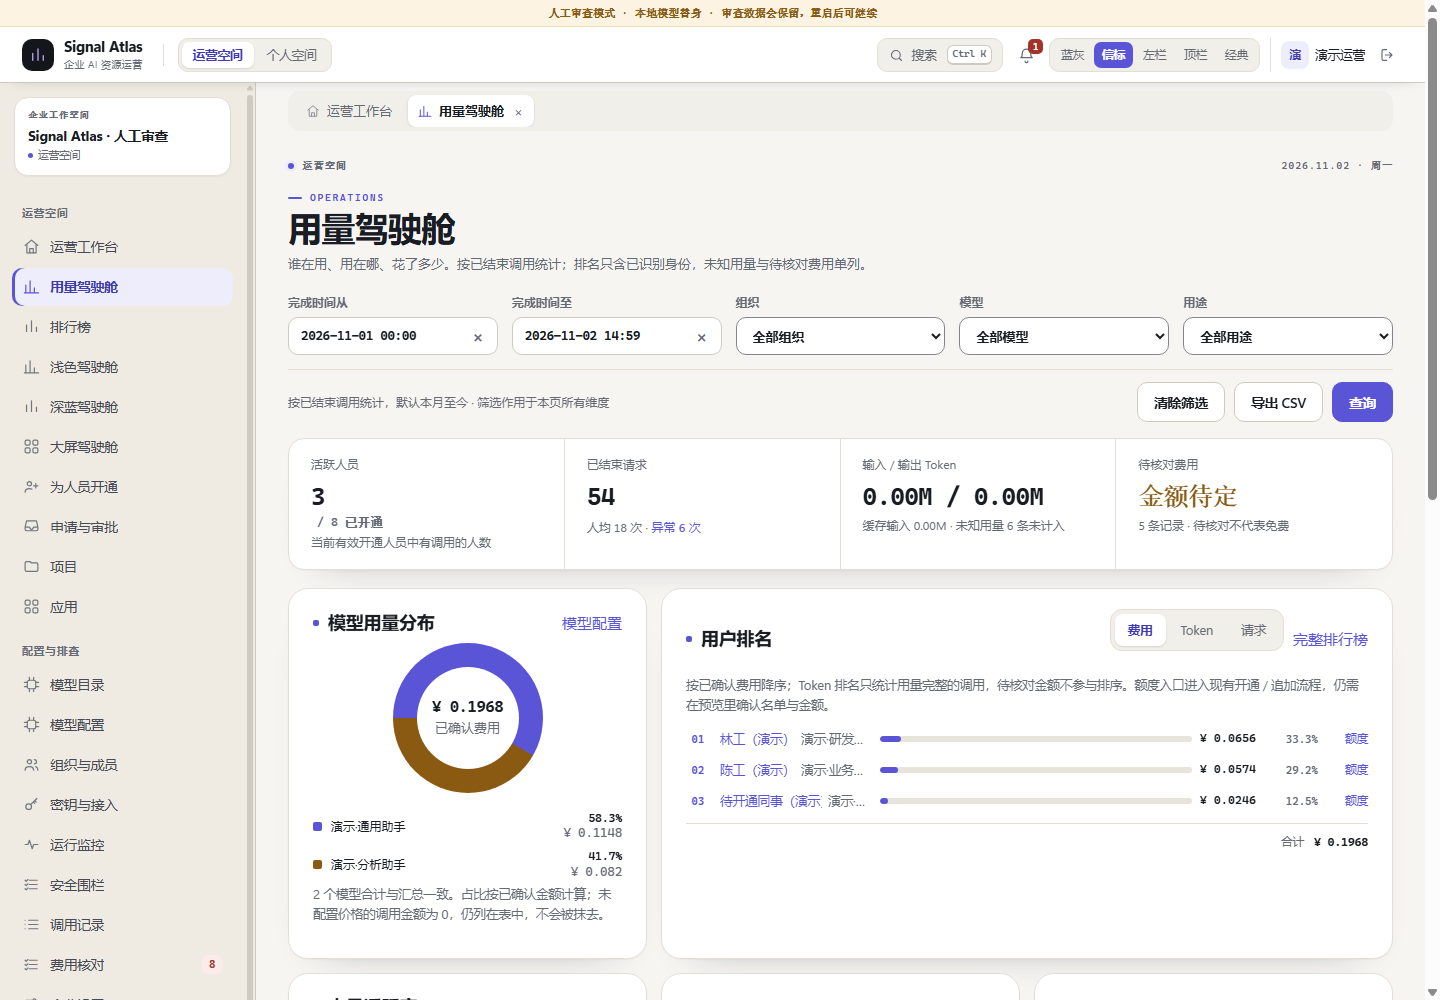 人工审查模式 · 本地模型替身 · 审查数据会保留，重启后可继续
Signal Atlas
企业 AI 资源运营
运营空间 个人空间
搜索 Ctrl K
1
蓝灰 信标 左栏 顶栏 经典
演 演示运营
企业工作空间
Signal Atlas · 人工审查
运营空间
运营空间
运营工作台
用量驾驶舱
排行榜
浅色驾驶舱
深蓝驾驶舱
大屏驾驶舱
为人员开通
申请与审批
项目
应用
配置与排查
模型目录
模型配置
组织与成员
密钥与接入
运行监控
安全围栏
调用记录
费用核对 8
运营工作台 用量驾驶舱 ×
运营空间
2026.11.02 · 周一
OPERATIONS
用量驾驶舱
谁在用、用在哪、花了多少。按已结束调用统计；排名只含已识别身份，未知用量与待核对费用单列。
完成时间从 完成时间至 组织 模型 用途
2026-11-01 00:00 × 2026-11-02 14:59 × 全部组织 全部模型 全部用途
按已结束调用统计，默认本月至今 · 筛选作用于本页所有维度
清除筛选 导出 CSV 查询
活跃人员
3
/ 8 已开通
当前有效开通人员中有调用的人数
已结束请求
54
人均 18 次 · 异常 6 次
输入 / 输出 Token
0.00M / 0.00M
缓存输入 0.00M · 未知用量 6 条未计入
待核对费用
金额待定
5 条记录 · 待核对不代表免费
模型用量分布 模型配置
¥ 0.1968
已确认费用
演示·通用助手 58.3%
¥ 0.1148
演示·分析助手 41.7%
¥ 0.082
2 个模型合计与汇总一致。占比按已确认金额计算；未
配置价格的调用金额为 0，仍列在表中，不会被抹去。
用户排名
费用 Token 请求 完整排行榜
按已确认费用降序；Token 排名只统计用量完整的调用，待核对金额不参与排序。额度入口进入现有开通 / 追加流程，仍需
在预览里确认名单与金额。
01 林工（演示） 演示·研发... ¥ 0.0656 33.3% 额度
02 陈工（演示） 演示·业务... ¥ 0.0574 29.2% 额度
03 待开通同事（演示 演示·... ¥ 0.0246 12.5% 额度
合计 ¥ 0.1968